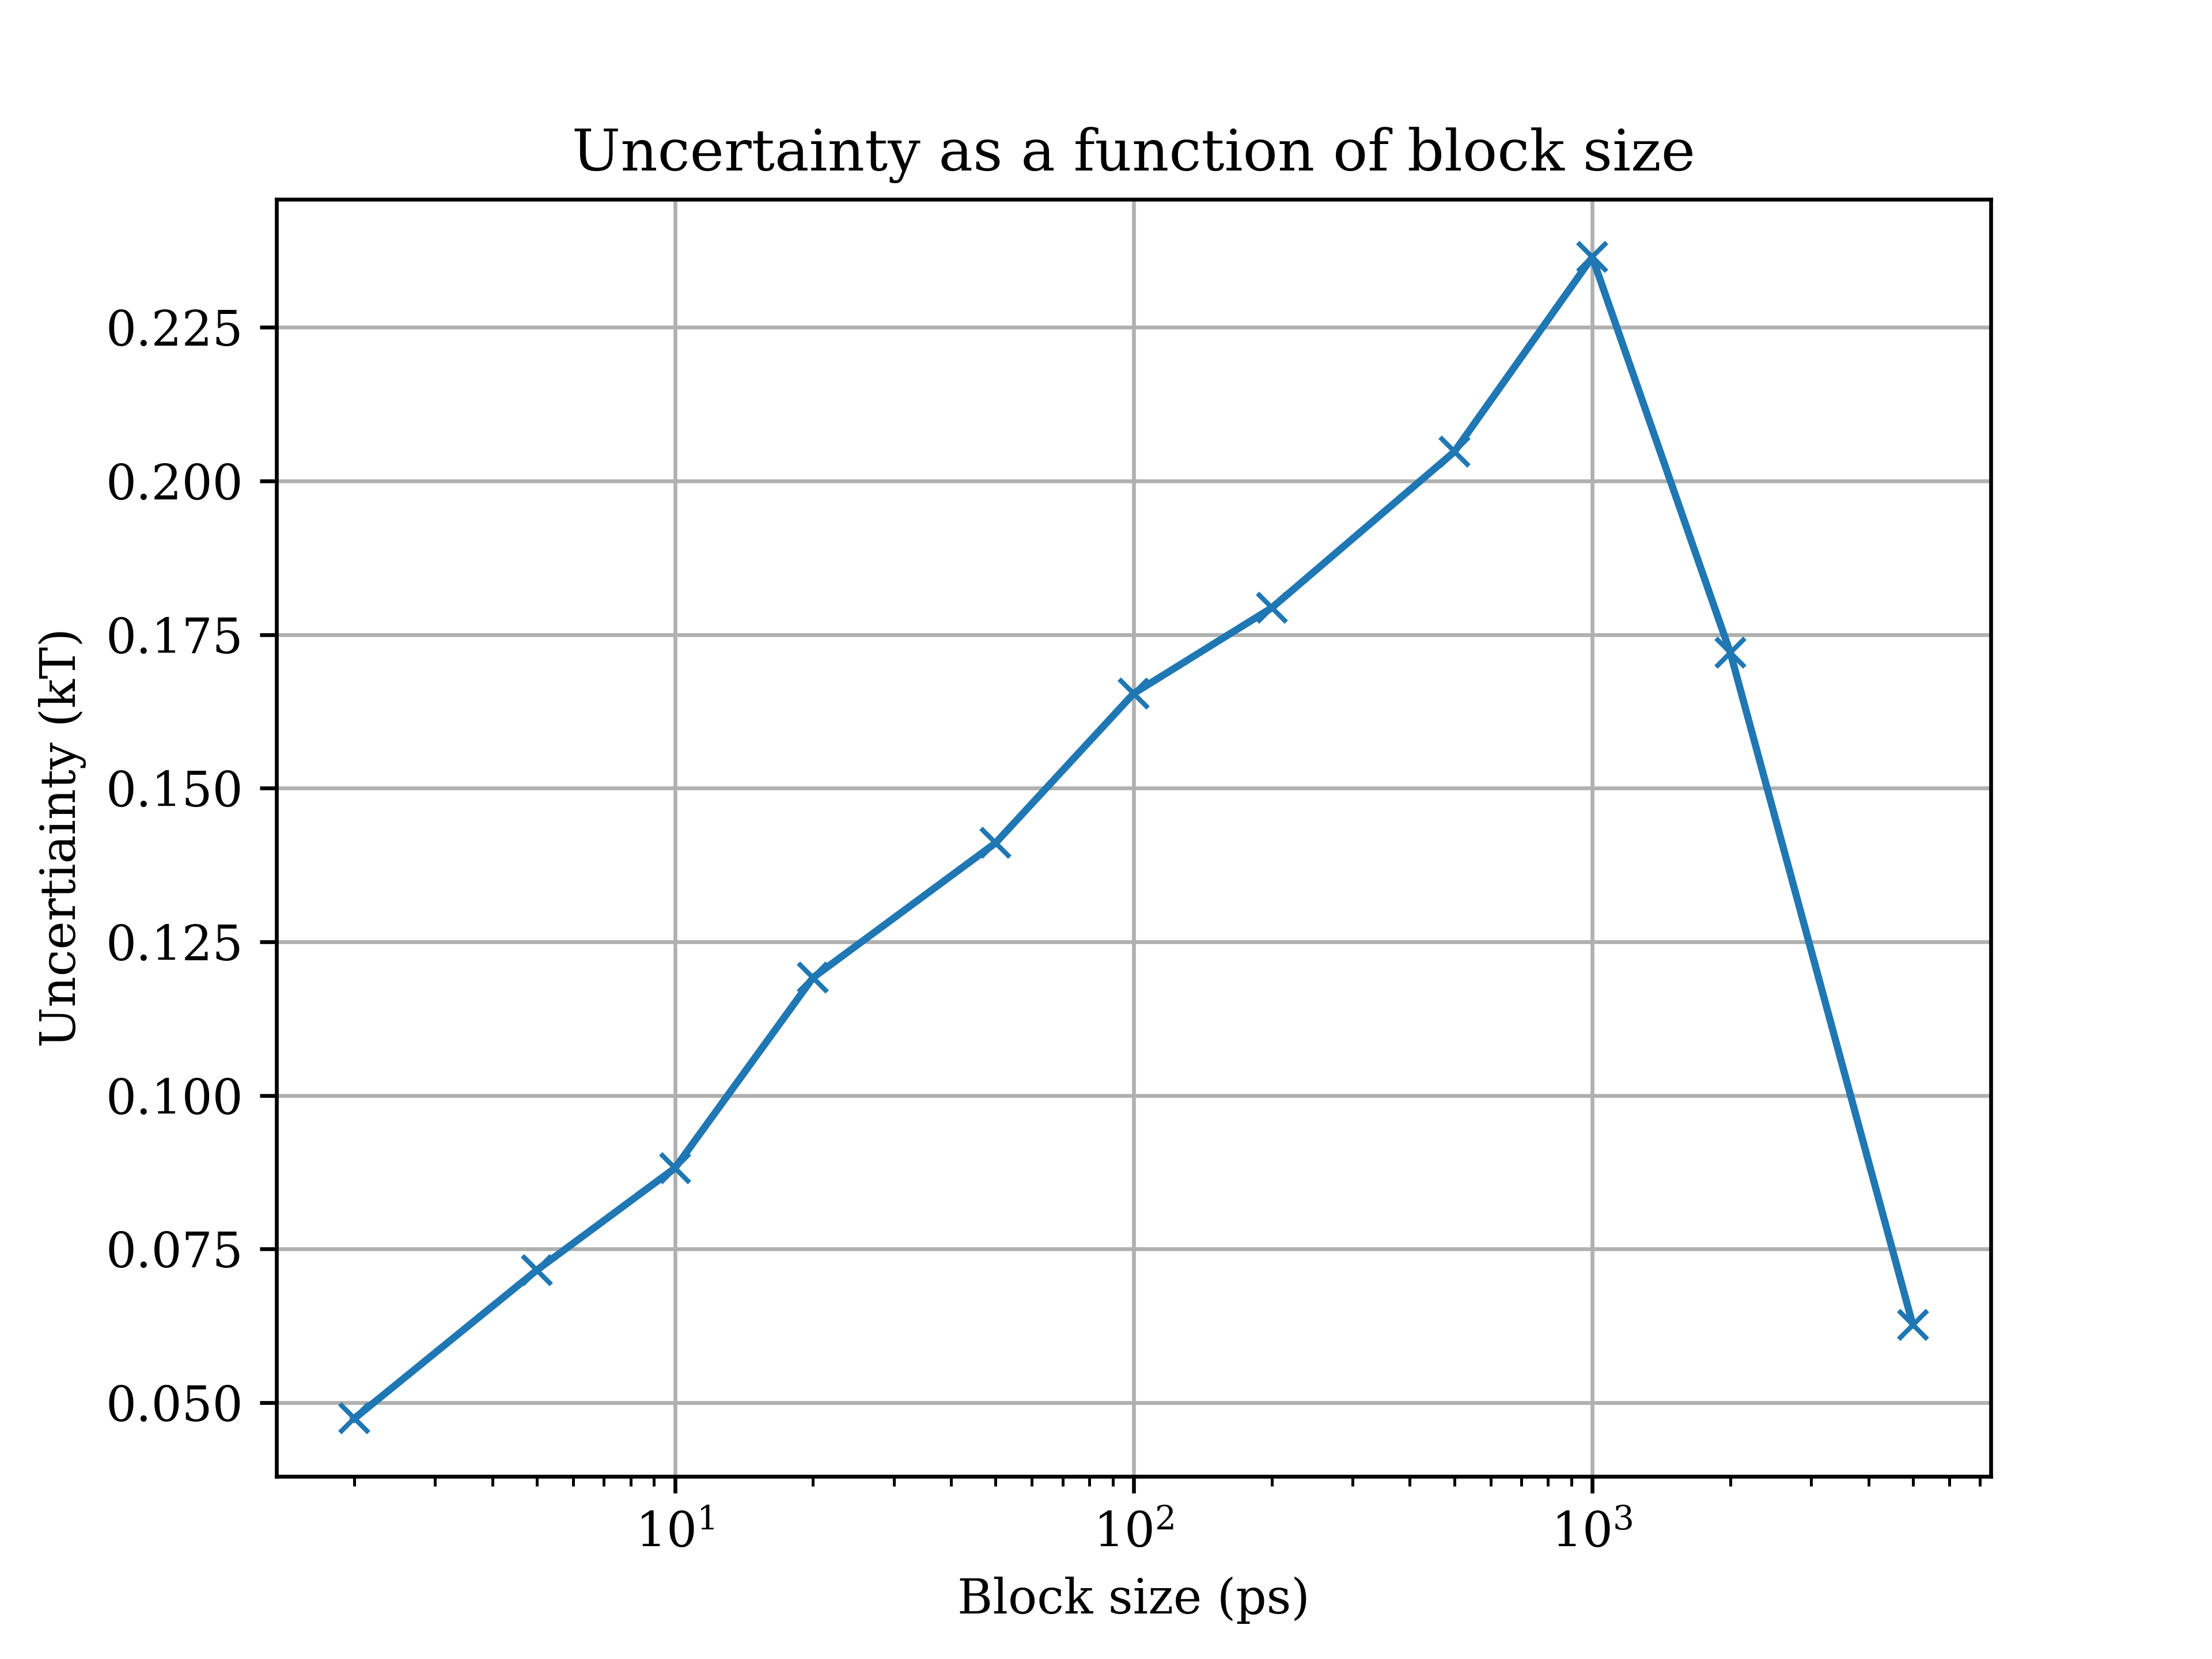 Uncertainty as a function of block size
0.225
0.200
0.175
0.150
0.125
0.100
0.075
0.050
Uncertiainty (kT)
10¹ 10² 10³
Block size (ps)